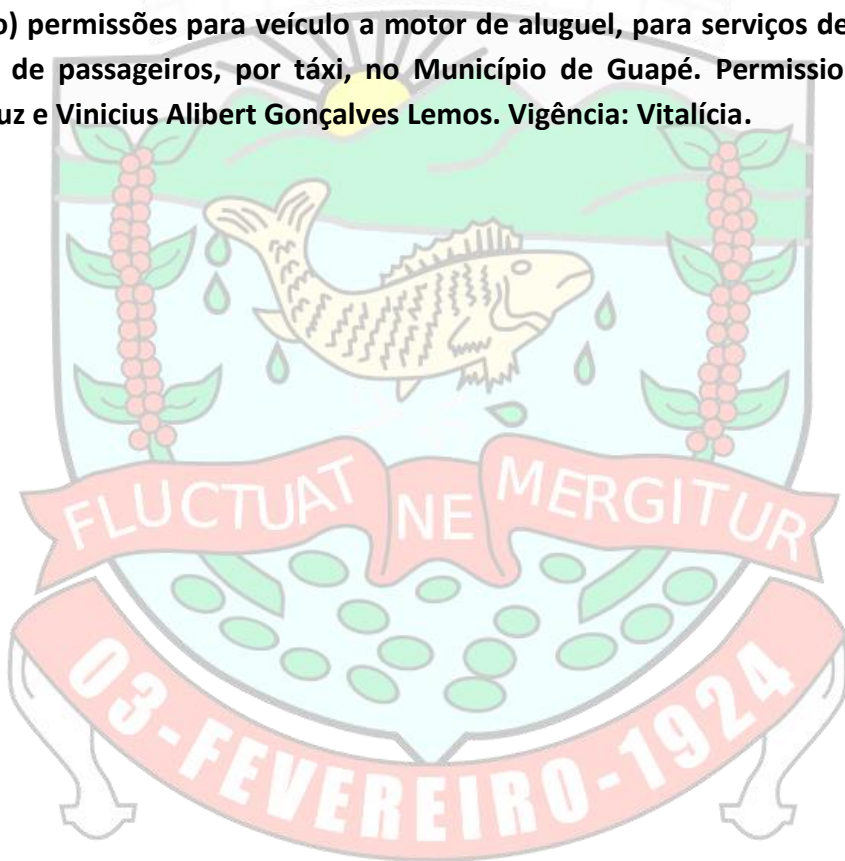 o) permissões para veículo a motor de aluguel, para serviços de
de passageiros, por táxi, no Município de Guapé. Permissio
uz e Vinicius Alibert Gonçalves Lemos. Vigência: Vitalícia.
FLUCTUAT NE MERGITUR
03-FEVEREIRO-1924